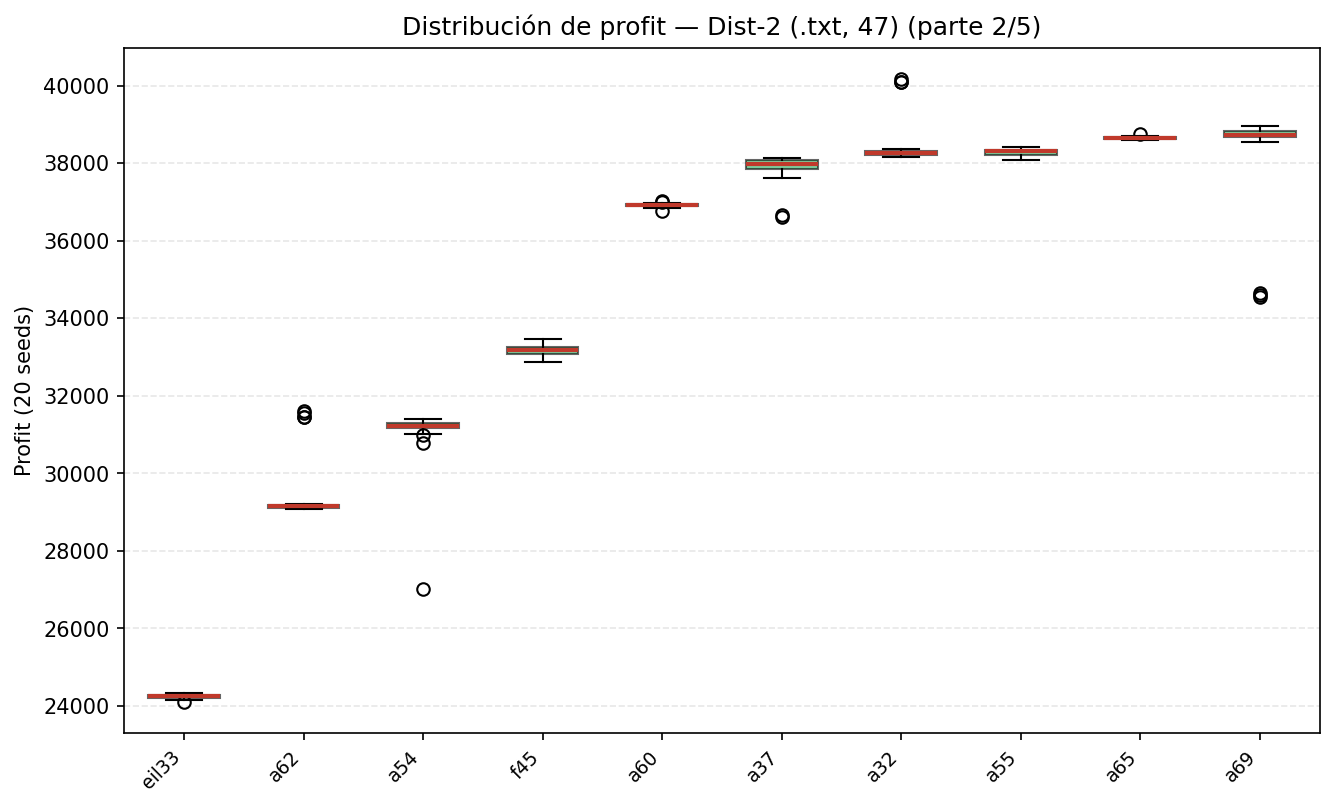 Distribución de profit — Dist-2 (.txt, 47) (parte 2/5)
Profit (20 seeds)
40000
38000
36000
34000
32000
30000
28000
26000
24000
eil33
a62
a54
f45
a60
a37
a32
a55
a65
a69